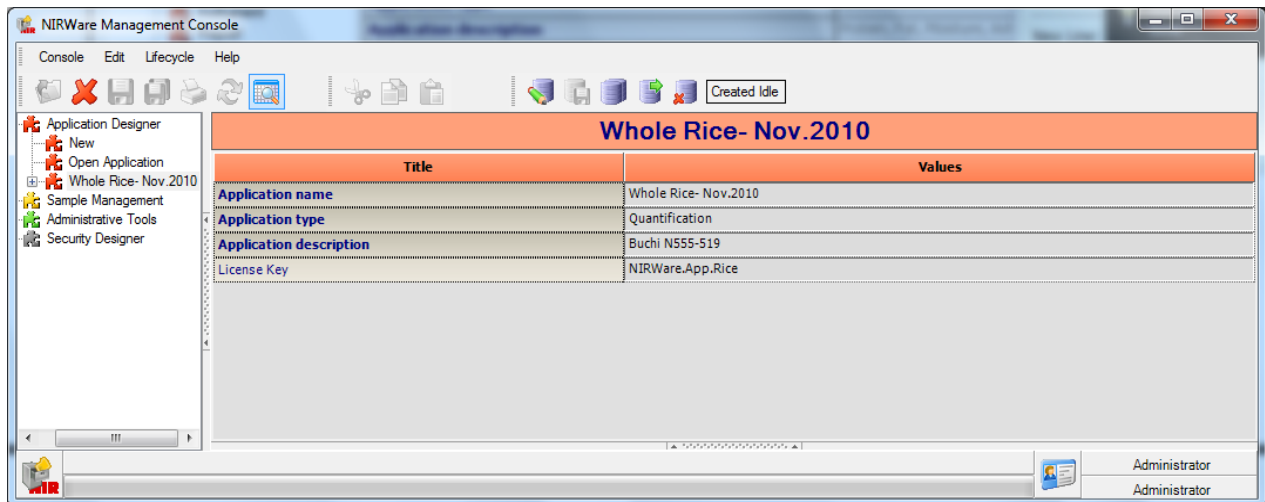 NIRWare Management Console
Console Edit Lifecycle Help
Created Idle
Application Designer
New
Open Application
Whole Rice- Nov.2010
Sample Management
Administrative Tools
Security Designer
Whole Rice- Nov.2010
Title Values
Application name Whole Rice- Nov.2010
Application type Quantification
Application description Buchi N555-519
License Key NIRWare.App.Rice
NIR
Administrator
Administrator